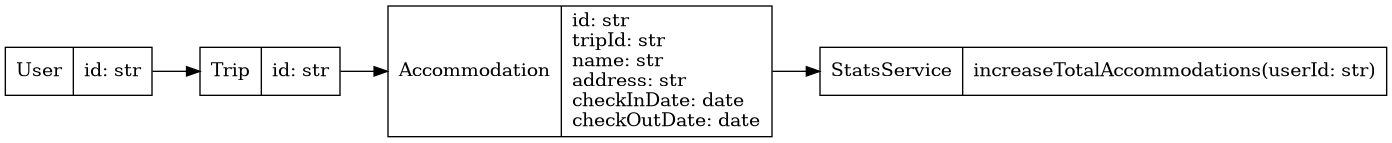 User
id: str
Trip
id: str
Accommodation
id: str
tripId: str
name: str
address: str
checkInDate: date
checkOutDate: date
StatsService
increaseTotalAccommodations(userId: str)